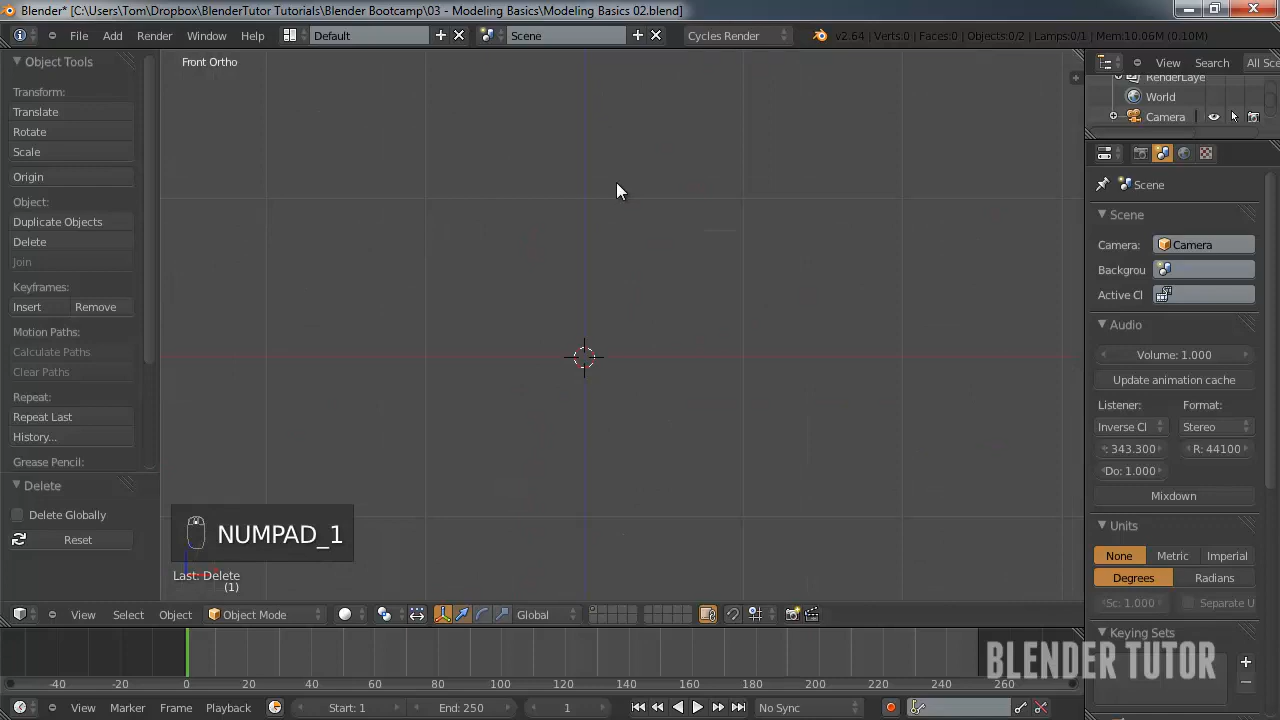 Blender* [C:\Users\Tom\Dropbox\BlenderTutor Tutorials\Blender Bootcamp\03 - Modeling Basics\Modeling Basics 02.blend]
File Add Render Window Help Default Scene Cycles Render v2.64 | Verts:0 | Faces:0 | Objects:0/2 | Lamps:0/1 | Mem:10.06M (0.10M)
Object Tools
Transform:
Translate
Rotate
Scale
Origin
Object:
Duplicate Objects
Delete
Join
Keyframes:
Insert Remove
Motion Paths:
Calculate Paths
Clear Paths
Repeat:
Repeat Last
History...
Grease Pencil:
Delete
Delete Globally
Reset
Front Ortho
NUMPAD_1
Last: Delete
(1)
View Select Object Object Mode Global
-40 -20 0 20 40 60 80 100 120 140 160 180 200 220 240 260
View Marker Frame Playback Start: 1 End: 250 1 No Sync
View Search All Sce
RenderLaye
World
Camera
Scene
Scene
Camera: Camera
Backgrou
Active Cl
Audio
Volume: 1.000
Update animation cache
Listener: Format:
Inverse Cl Stereo
: 343.300 R: 44100
Do: 1.000
Mixdown
Units
None Metric Imperial
Degrees Radians
Sc: 1.000 Separate U
Keying Sets
BLENDER TUTOR